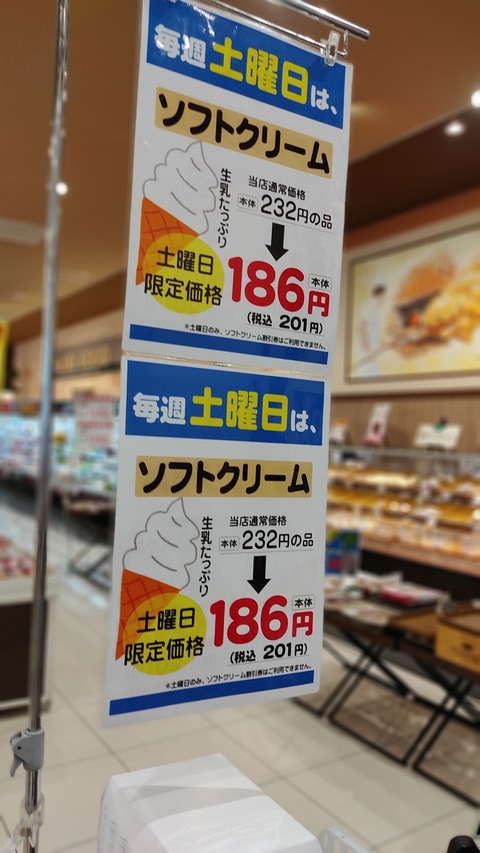 毎週土曜日は、
ソフトクリーム
生乳たっぷり
当店通常価格
本体 232円の品
土曜日
限定価格
186円
本体
(税込 201円)
*土曜日のみ、ソフトクリーム割引券はご利用できません。
毎週土曜日は、
ソフトクリーム
生乳たっぷり
当店通常価格
本体 232円の品
土曜日
限定価格
186円
本体
(税込 201円)
*土曜日のみ、ソフトクリーム割引券はご利用できません。